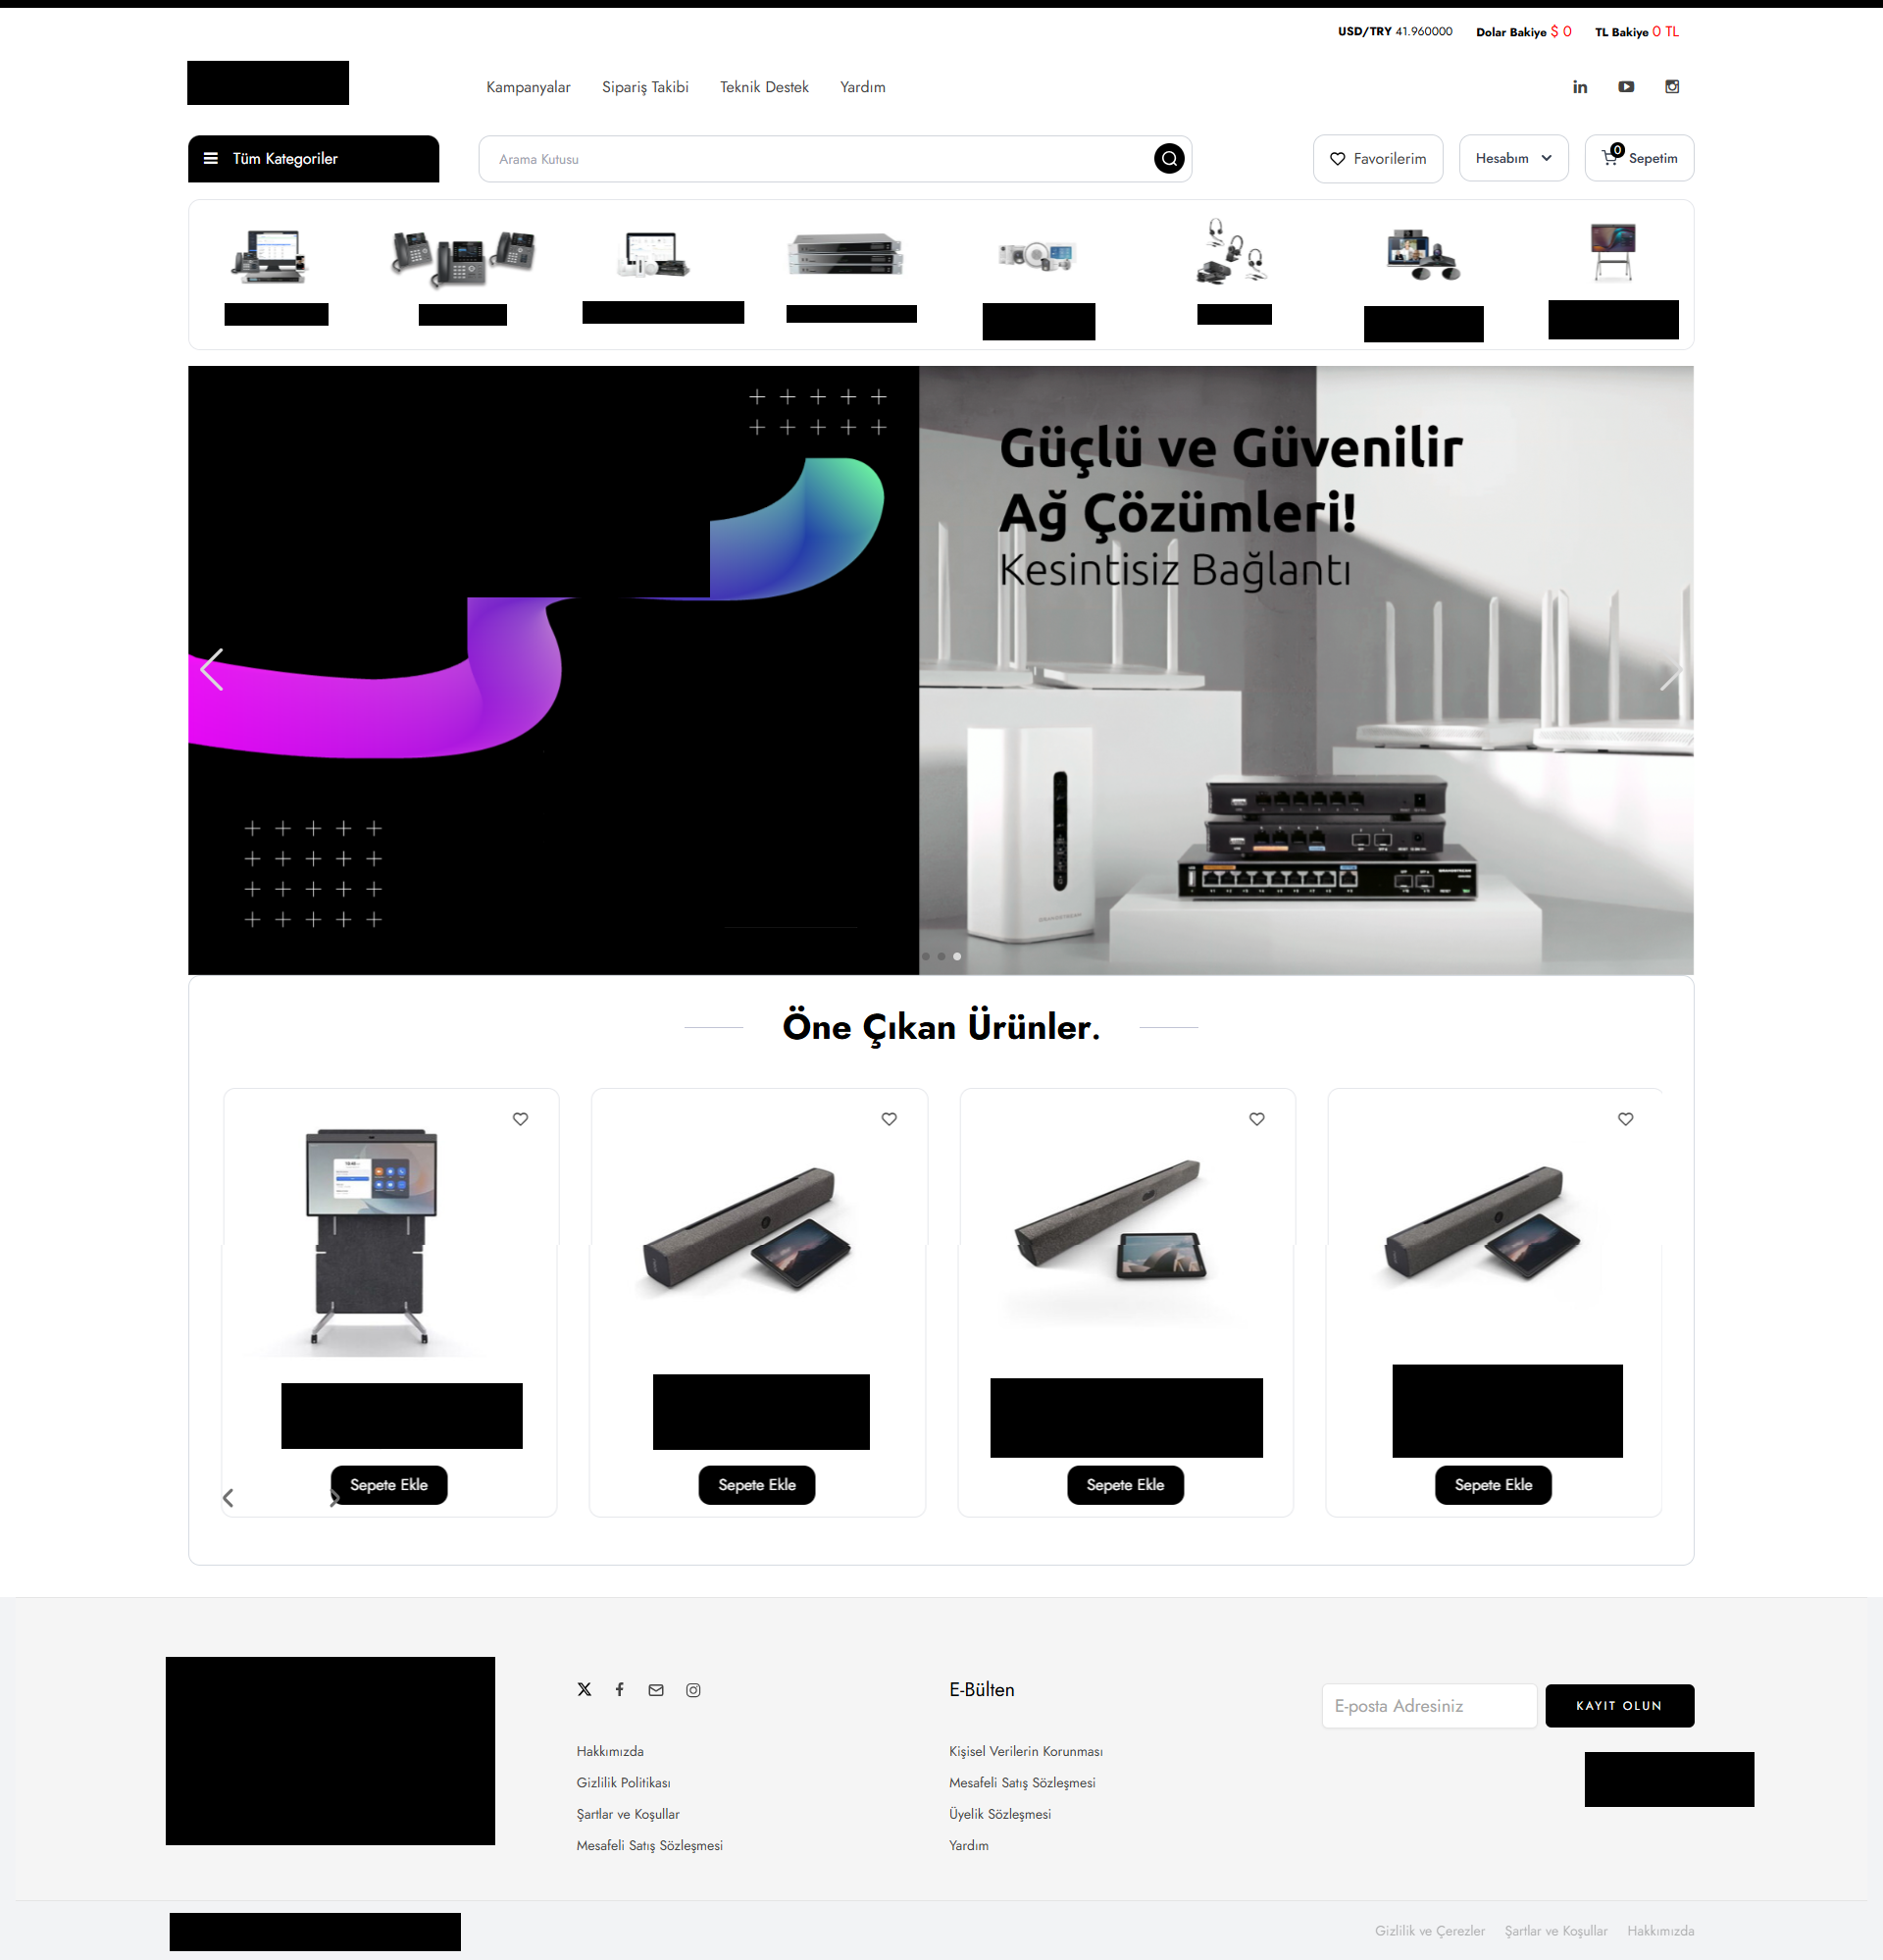 USD/TRY 41.960000 Dolar Bakiye $ 0 TL Bakiye 0 TL
Kampanyalar Sipariş Takibi Teknik Destek Yardım
Tüm Kategoriler
Arama Kutusu
Favorilerim
Hesabım
0
Sepetim
Güçlü ve Güvenilir
Ağ Çözümleri!
Kesintisiz Bağlantı
GRANDSTREAM
Öne Çıkan Ürünler.
Sepete Ekle
Sepete Ekle
Sepete Ekle
Sepete Ekle
E-Bülten
E-posta Adresiniz
KAYIT OLUN
Hakkımızda
Gizlilik Politikası
Şartlar ve Koşullar
Mesafeli Satış Sözleşmesi
Kişisel Verilerin Korunması
Mesafeli Satış Sözleşmesi
Üyelik Sözleşmesi
Yardım
Gizlilik ve Çerezler Şartlar ve Koşullar Hakkımızda